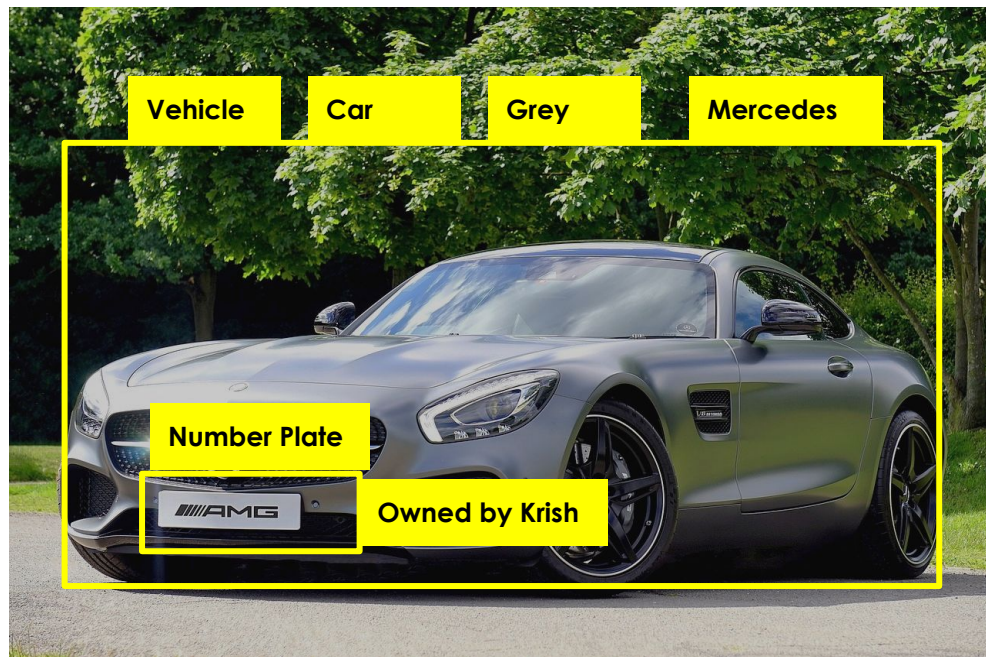 Vehicle
Car
Grey
Mercedes
Number Plate
AMG
Owned by Krish